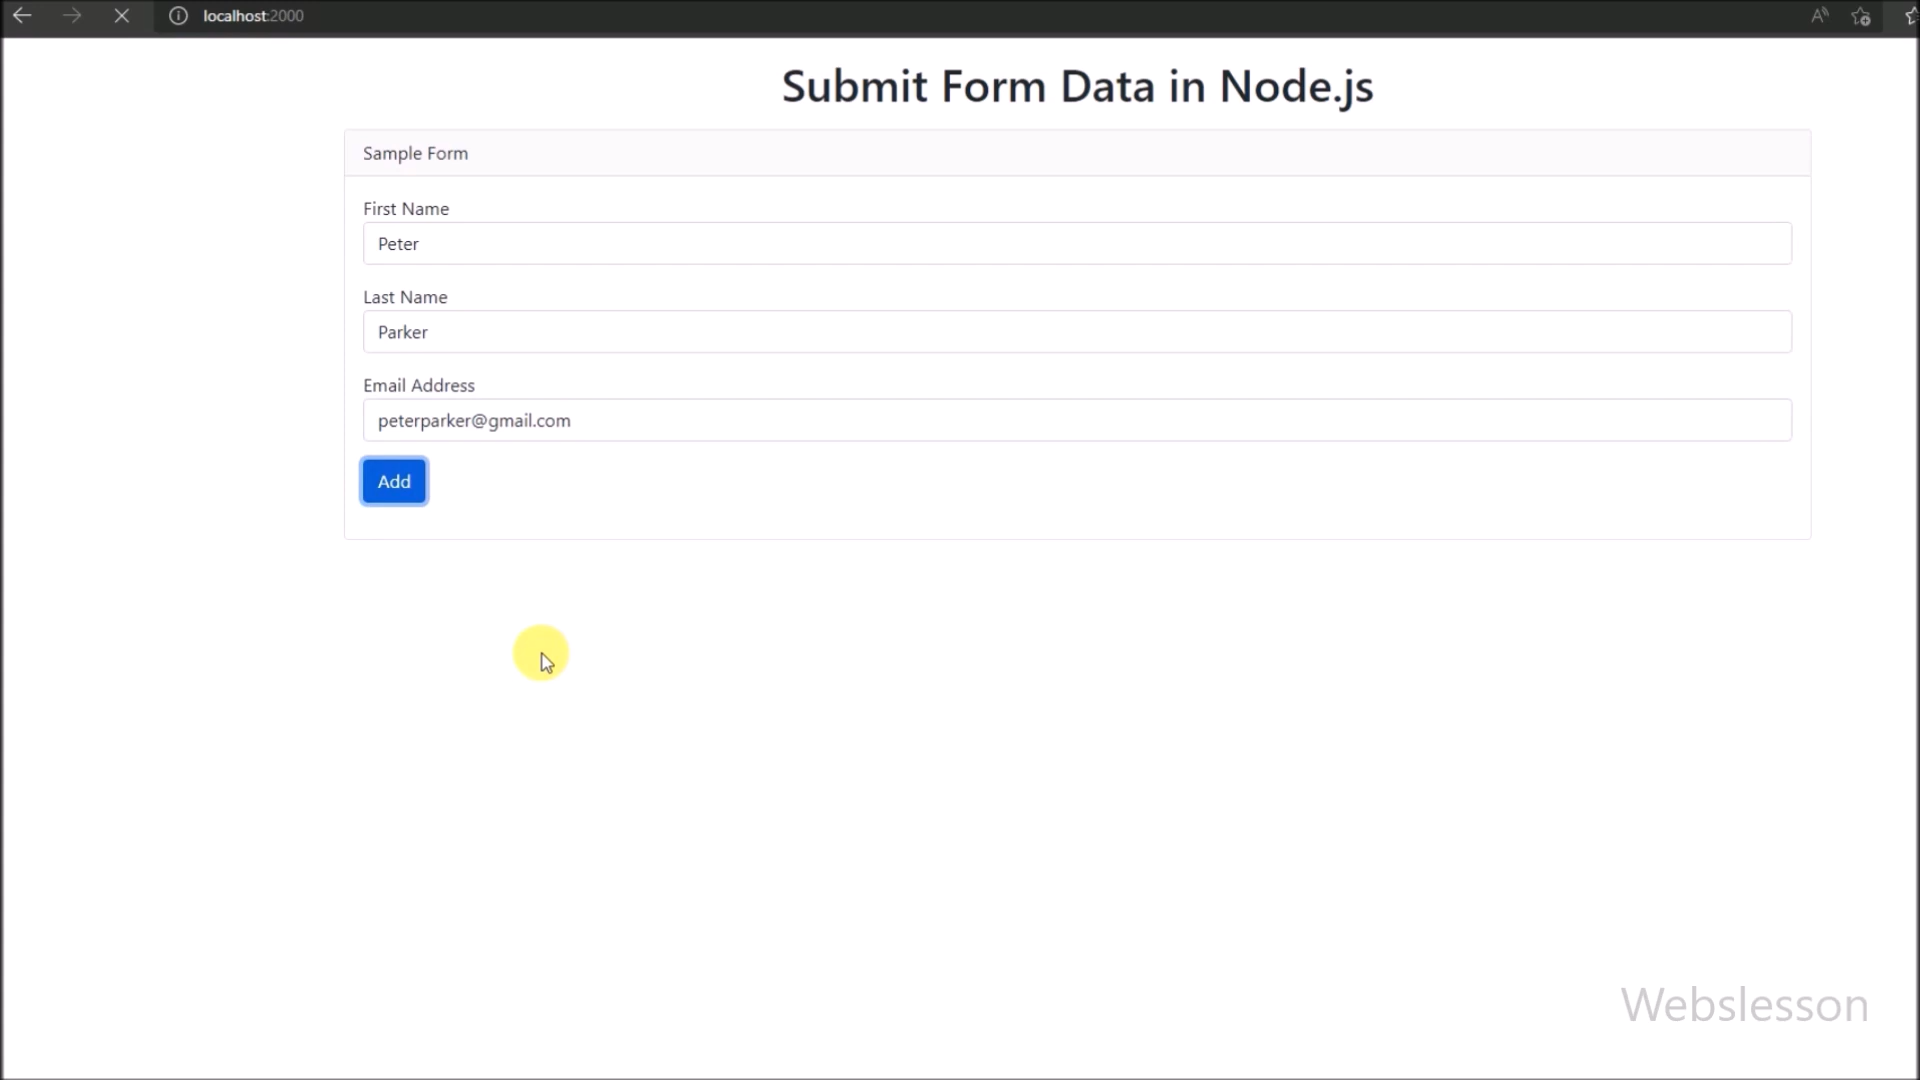 localhost:2000
Submit Form Data in Node.js
Sample Form
First Name
Peter
Last Name
Parker
Email Address
peterparker@gmail.com
Add
Webslesson